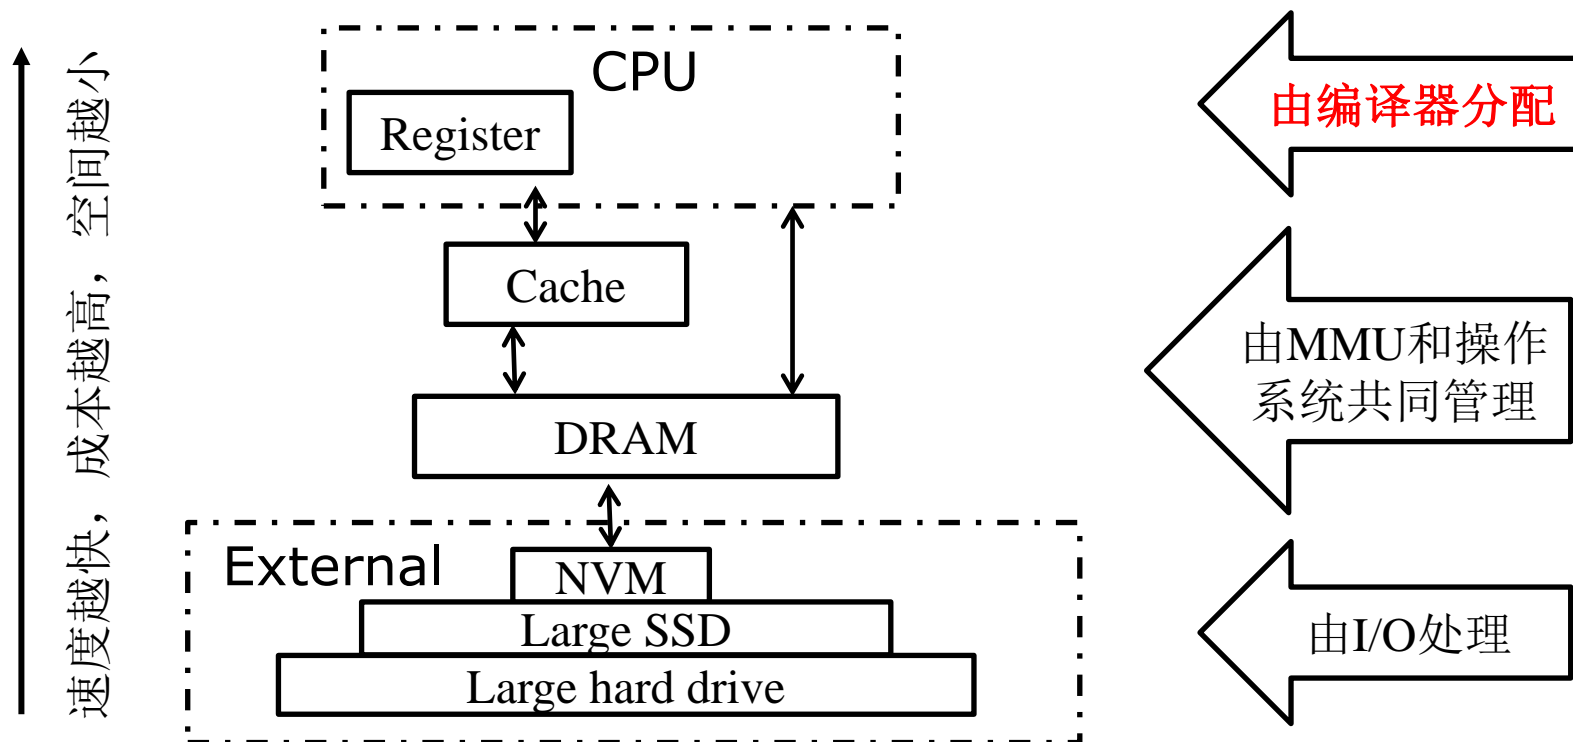 速度越快，成本越高，空间越小
CPU
Register
Cache
DRAM
External
NVM
Large SSD
Large hard drive
由编译器分配
由MMU和操作
系统共同管理
由I/O处理